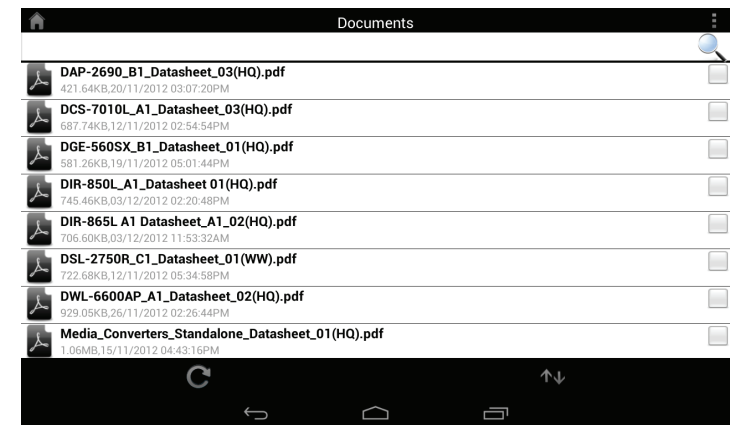 Documents
DAP-2690_B1_Datasheet_03(HQ).pdf
421.64KB,20/11/2012 03:07:20PM
DCS-7010L_A1_Datasheet_03(HQ).pdf
687.74KB,12/11/2012 02:54:54PM
DGE-560SX_B1_Datasheet_01(HQ).pdf
581.26KB,19/11/2012 05:01:44PM
DIR-850L_A1_Datasheet 01(HQ).pdf
745.46KB,03/12/2012 02:20:48PM
DIR-865L A1 Datasheet_A1_02(HQ).pdf
706.60KB,03/12/2012 11:53:32AM
DSL-2750R_C1_Datasheet_01(WW).pdf
722.68KB,12/11/2012 05:34:58PM
DWL-6600AP_A1_Datasheet_02(HQ).pdf
929.05KB,26/11/2012 02:26:44PM
Media_Converters_Standalone_Datasheet_01(HQ).pdf
1.06MB,15/11/2012 04:43:16PM